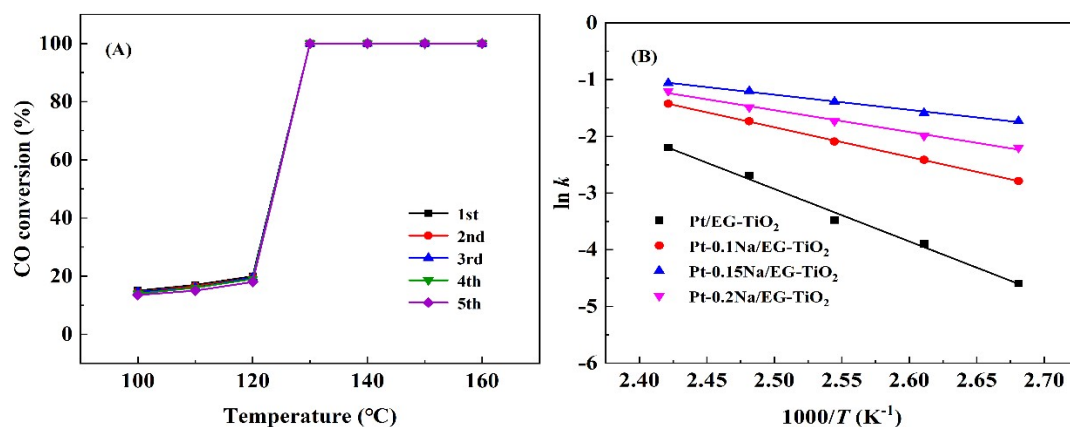 (A)
CO conversion (%)
100
80
60
40
20
0
1st
2nd
3rd
4th
5th
100 120 140 160
Temperature (°C)
(B)
ln k
0
-1
-2
-3
-4
-5
-6
Pt/EG-TiO₂
Pt-0.1Na/EG-TiO₂
Pt-0.15Na/EG-TiO₂
Pt-0.2Na/EG-TiO₂
2.40 2.45 2.50 2.55 2.60 2.65 2.70
1000/T (K⁻¹)